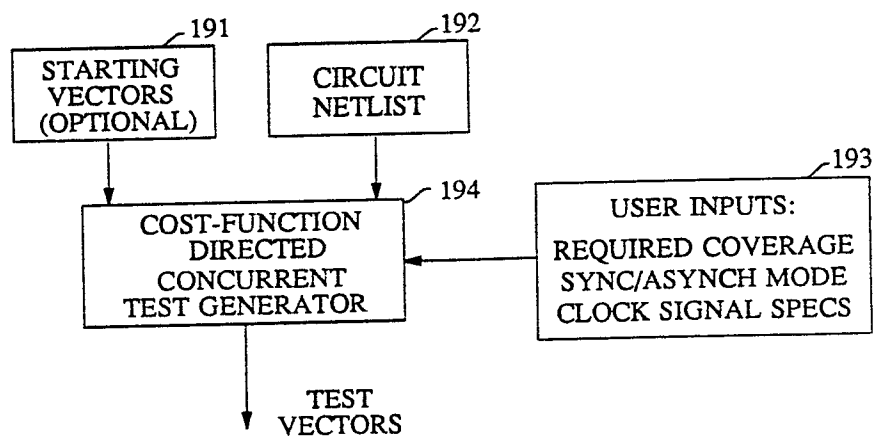 191
STARTING
VECTORS
(OPTIONAL)
192
CIRCUIT
NETLIST
194
COST-FUNCTION
DIRECTED
CONCURRENT
TEST GENERATOR
193
USER INPUTS:
REQUIRED COVERAGE
SYNC/ASYNCH MODE
CLOCK SIGNAL SPECS
TEST
VECTORS